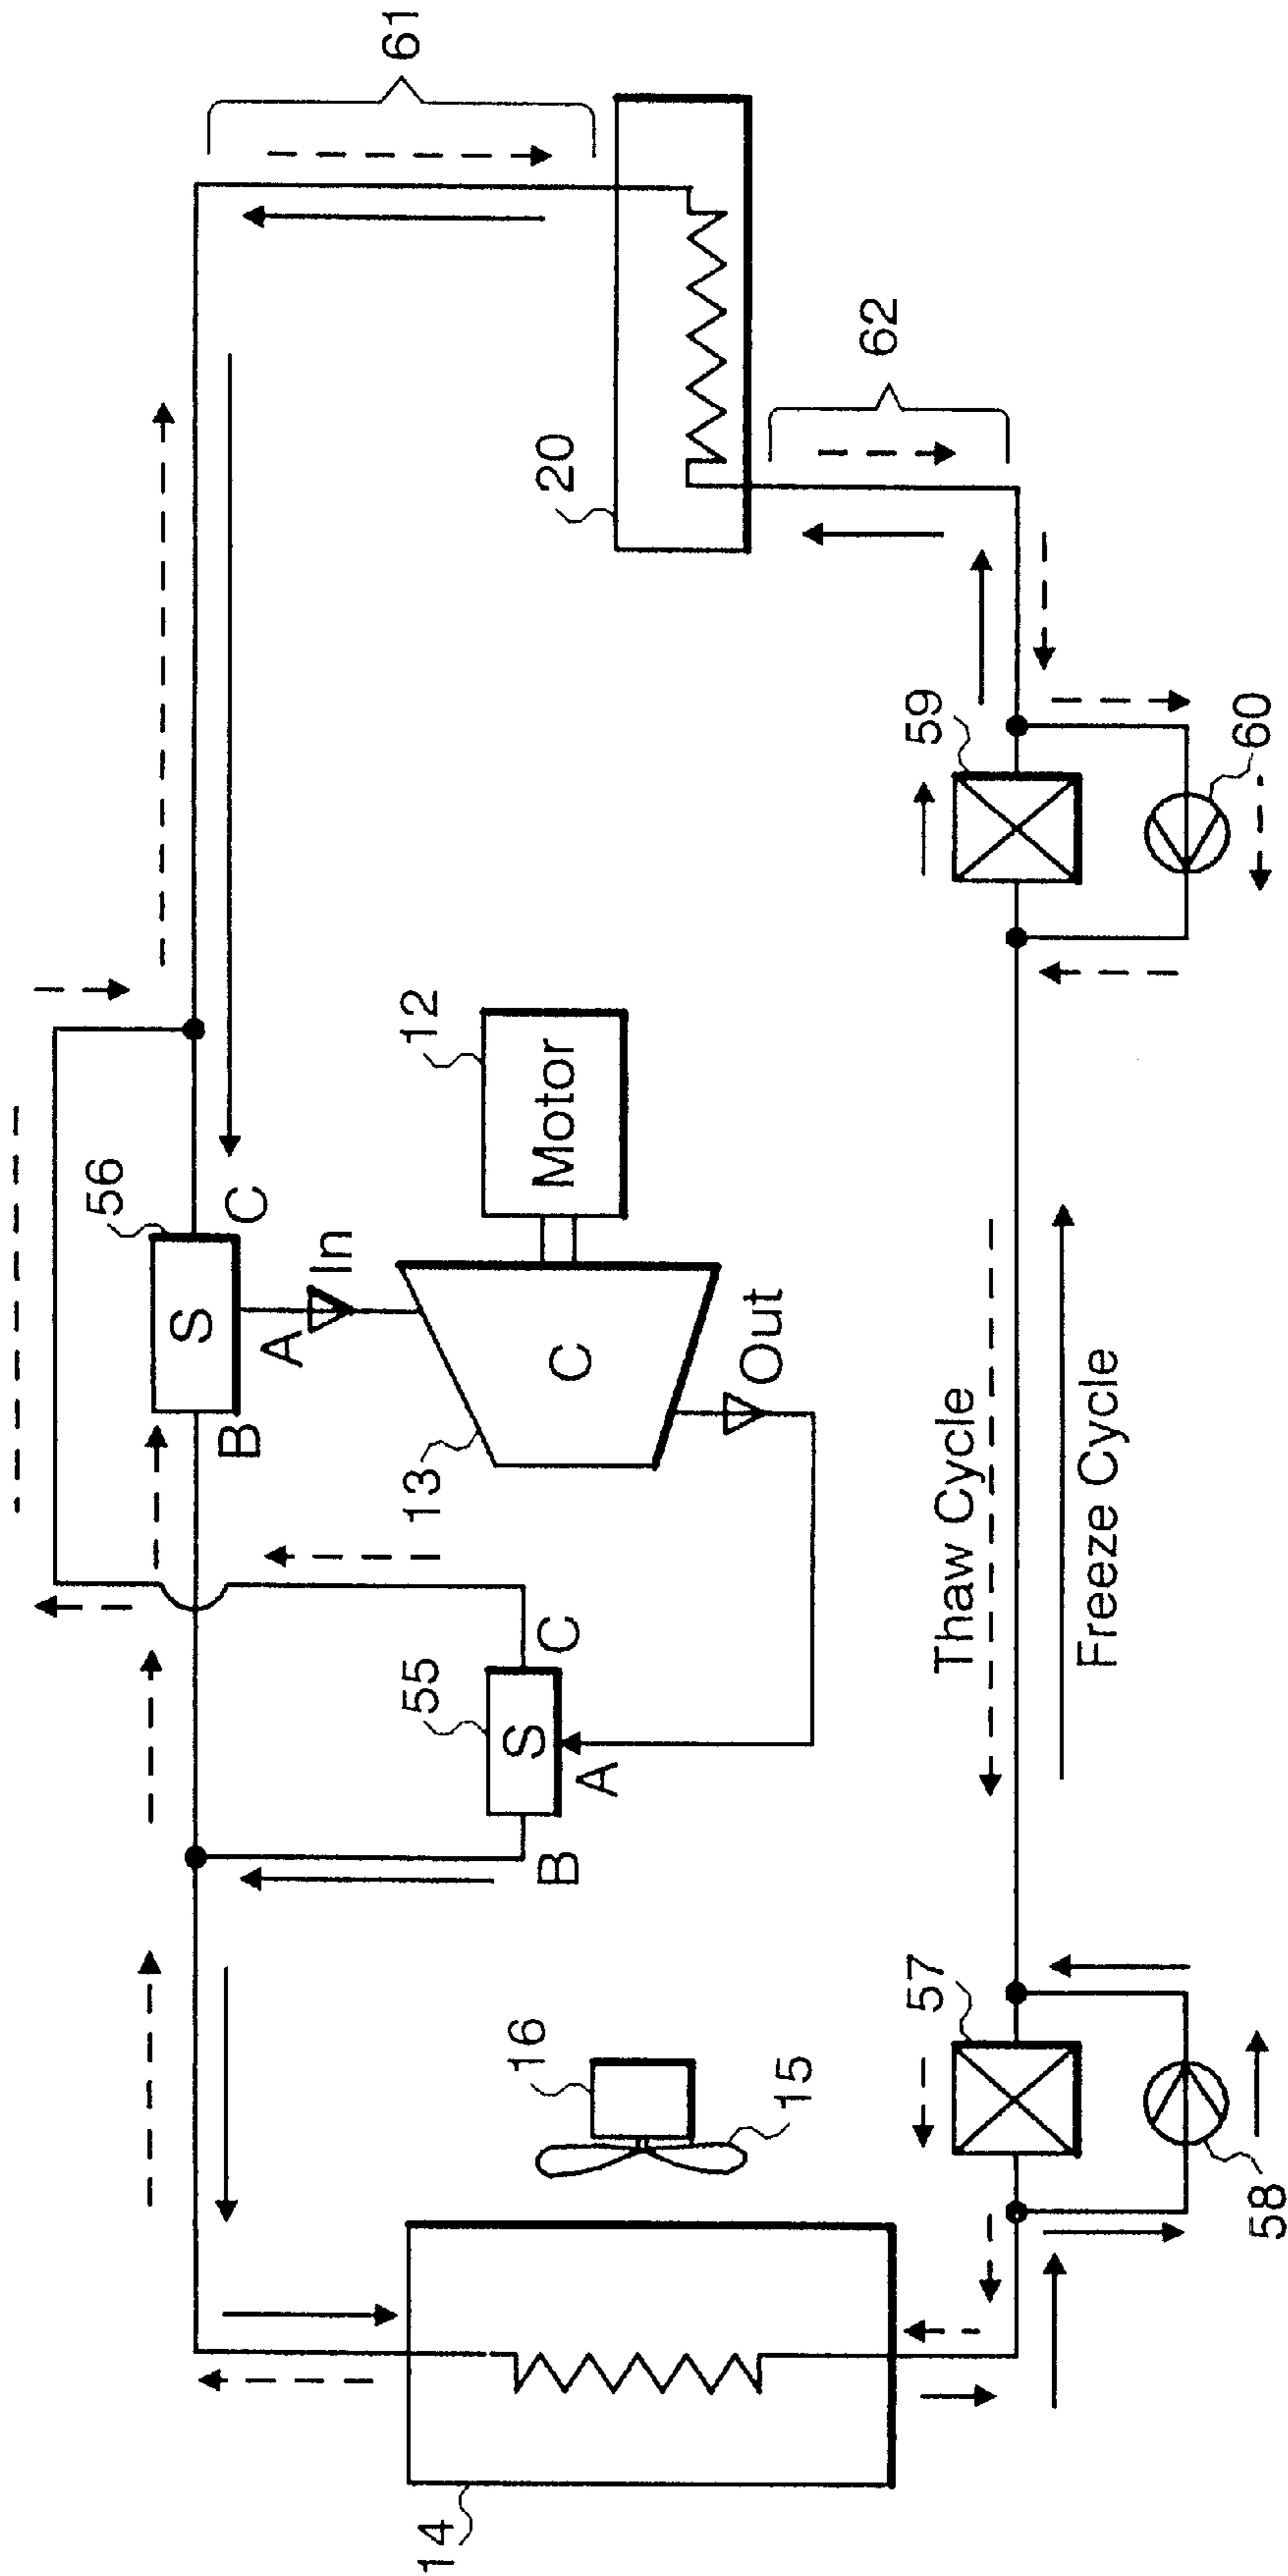 61
20
62
59
60
12
Motor
56
S
A
B
C
In
C
13
Out
55
S
A
B
C
Thaw Cycle
Freeze Cycle
16
15
57
58
14